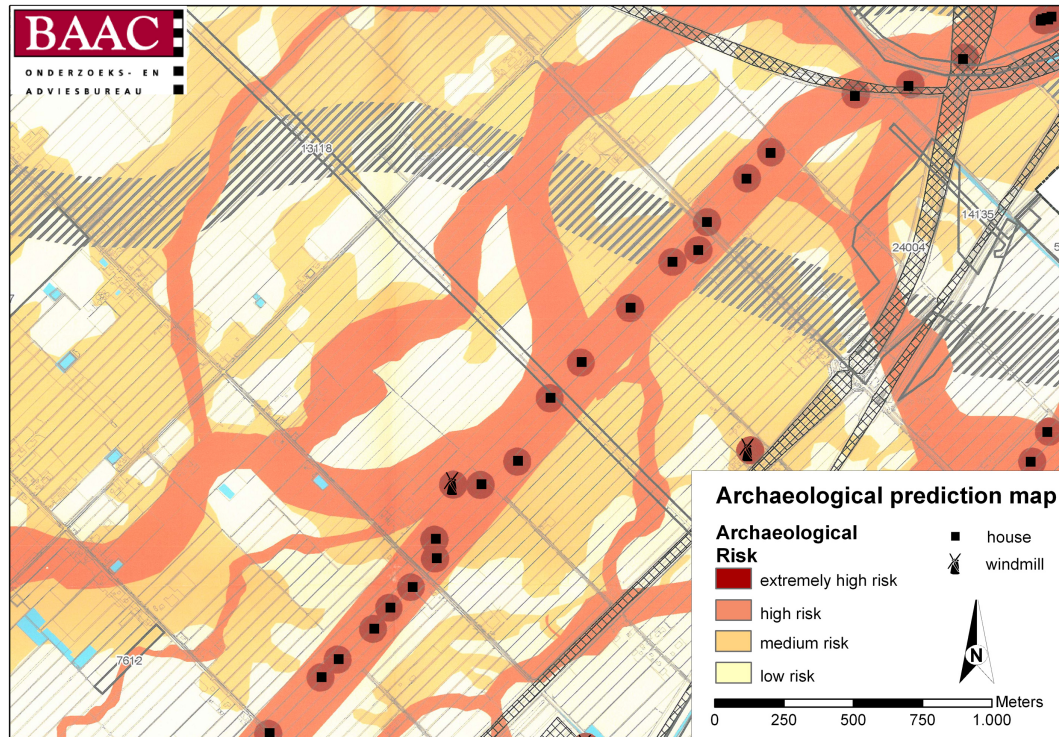 BAAC
ONDERZOEKS- EN
ADVIESBUREAU
13118
14135
24004
7612
Archaeological prediction map
Archaeological
Risk
extremely high risk
high risk
medium risk
low risk
house
windmill
N
Meters
0 250 500 750 1.000